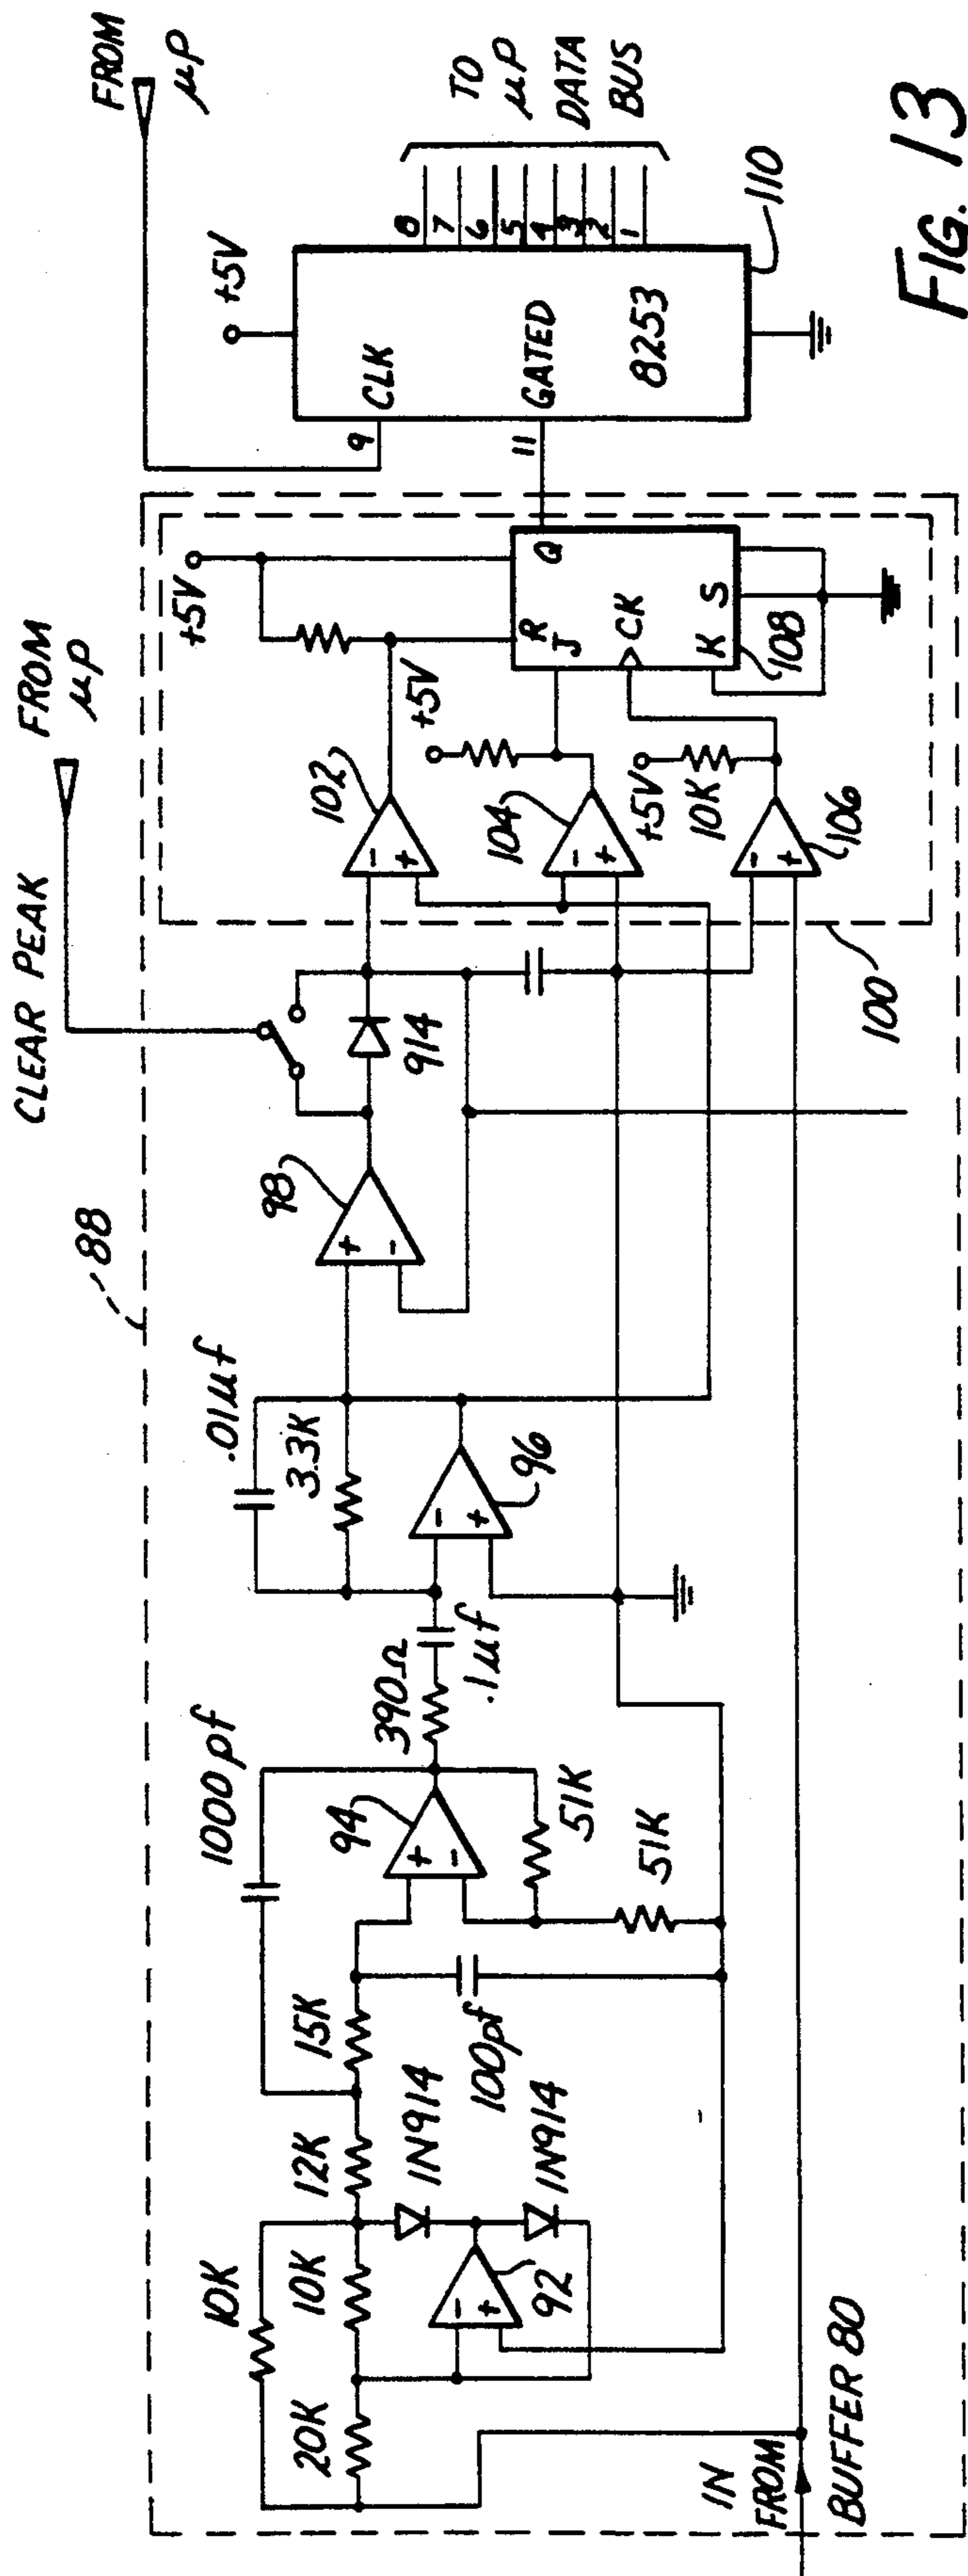 FIG. 13
88
CLEAR PEAK
FROM
μP
FROM
μP
+5V
+5V
CLK
9
GATED
11
8253
8
7
6
5
4
3
2
1
TO
μP
DATA
BUS
110
.01μf
3.3K
98
914
102
104
+5V
+5V
10K
106
R
J
Q
CK
K
S
108
100
1000pf
94
390Ω
.1μf
96
51K
51K
10K
20K
10K
12K
15K
100pf
1N914
1N914
92
IN
FROM
BUFFER 80
+
-
-
+
+
-
-
+
-
+
-
+
-
+